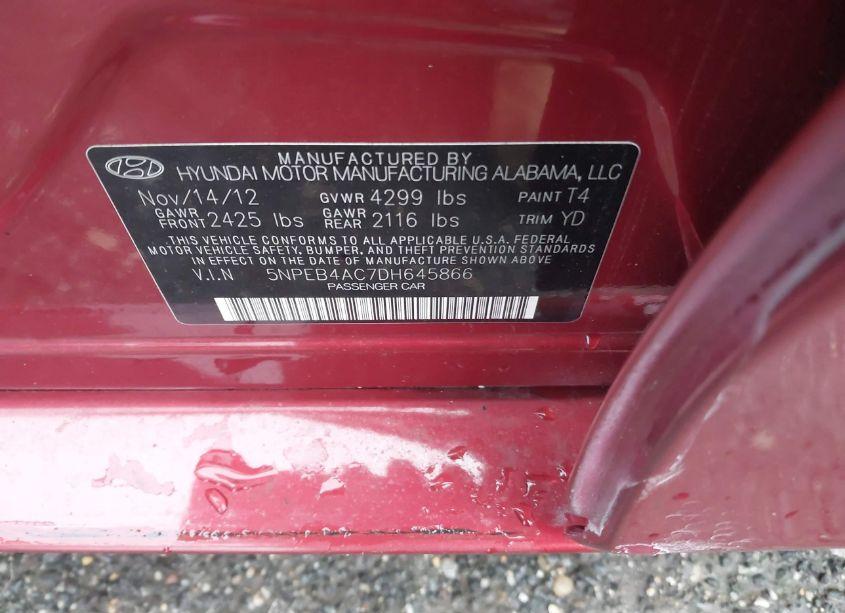 MANUFACTURED BY
HYUNDAI MOTOR MANUFACTURING ALABAMA, LLC
Nov/14/12 GVWR 4299 lbs PAINT T4
GAWR FRONT 2425 lbs GAWR REAR 2116 lbs TRIM YD
THIS VEHICLE CONFORMS TO ALL APPLICABLE U.S.A. FEDERAL
MOTOR VEHICLE SAFETY, BUMPER, AND THEFT PREVENTION STANDARDS
IN EFFECT ON THE DATE OF MANUFACTURE SHOWN ABOVE
V.I.N 5NPEB4AC7DH645866
PASSENGER CAR